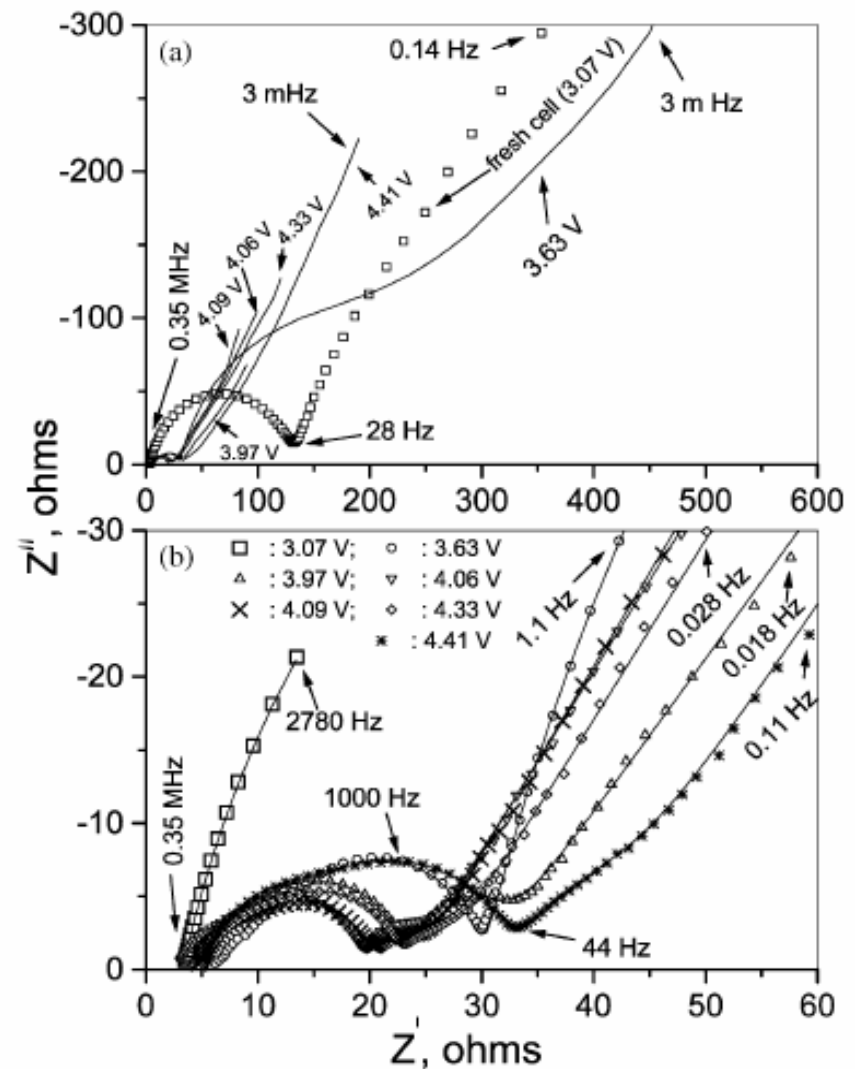 (a)
-300
-200
-100
0
0.14 Hz
3 mHz
fresh cell (3.07 V)
3 m Hz
3.63 V
4.41 V
4.33 V
4.06 V
4.09 V
0.35 MHz
3.97 V
28 Hz
0 100 200 300 400 500 600
Z", ohms
(b)
-30
-20
-10
0
: 3.07 V; : 3.63 V
: 3.97 V; : 4.06 V
: 4.09 V; : 4.33 V
: 4.41 V
2780 Hz
0.35 MHz
1000 Hz
1.1 Hz
0.028 Hz
0.018 Hz
0.11 Hz
44 Hz
0 10 20 30 40 50 60
Z', ohms